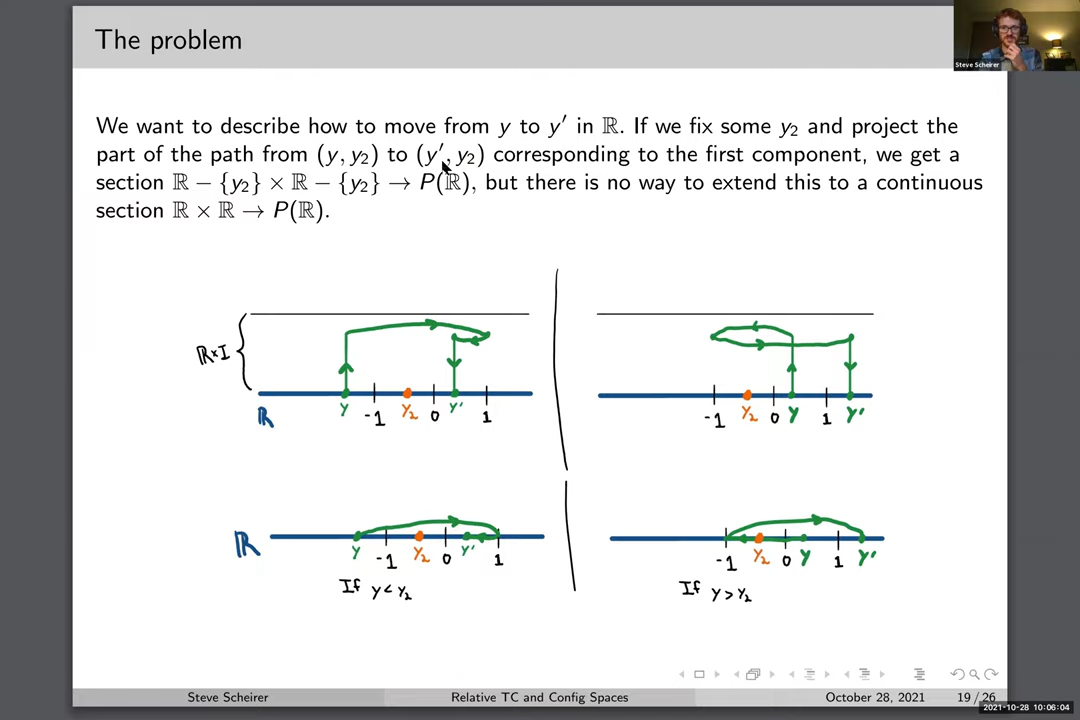 The problem
Steve Scheirer
We want to describe how to move from y to y′ in ℝ. If we fix some y₂ and project the
part of the path from (y, y₂) to (y′, y₂) corresponding to the first component, we get a
section ℝ − {y₂} × ℝ − {y₂} → P(ℝ), but there is no way to extend this to a continuous
section ℝ × ℝ → P(ℝ).
ℝ×I
ℝ y -1 y₂ 0 y′ 1
-1 y₂ 0 y 1 y′
ℝ y -1 y₂ 0 y′ 1
-1 y₂ 0 y 1 y′
If y < y₂
If y > y₂
Steve Scheirer Relative TC and Config Spaces October 28, 2021 19 / 26
2021-10-28 10:06:04